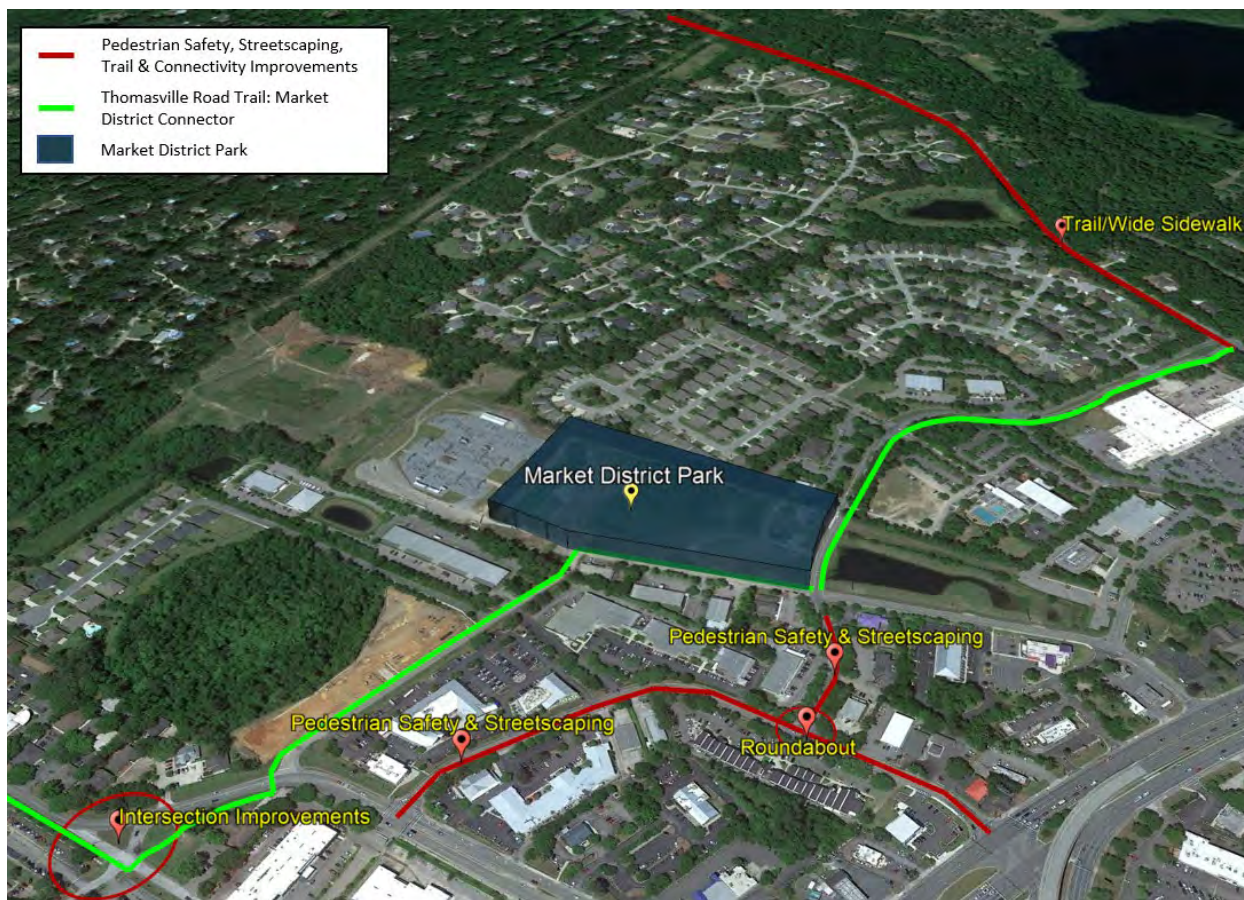 Pedestrian Safety, Streetscaping,
Trail & Connectivity Improvements
Thomasville Road Trail: Market
District Connector
Market District Park
Trail/Wide Sidewalk
Market District Park
Pedestrian Safety & Streetscaping
Pedestrian Safety & Streetscaping
Roundabout
Intersection Improvements